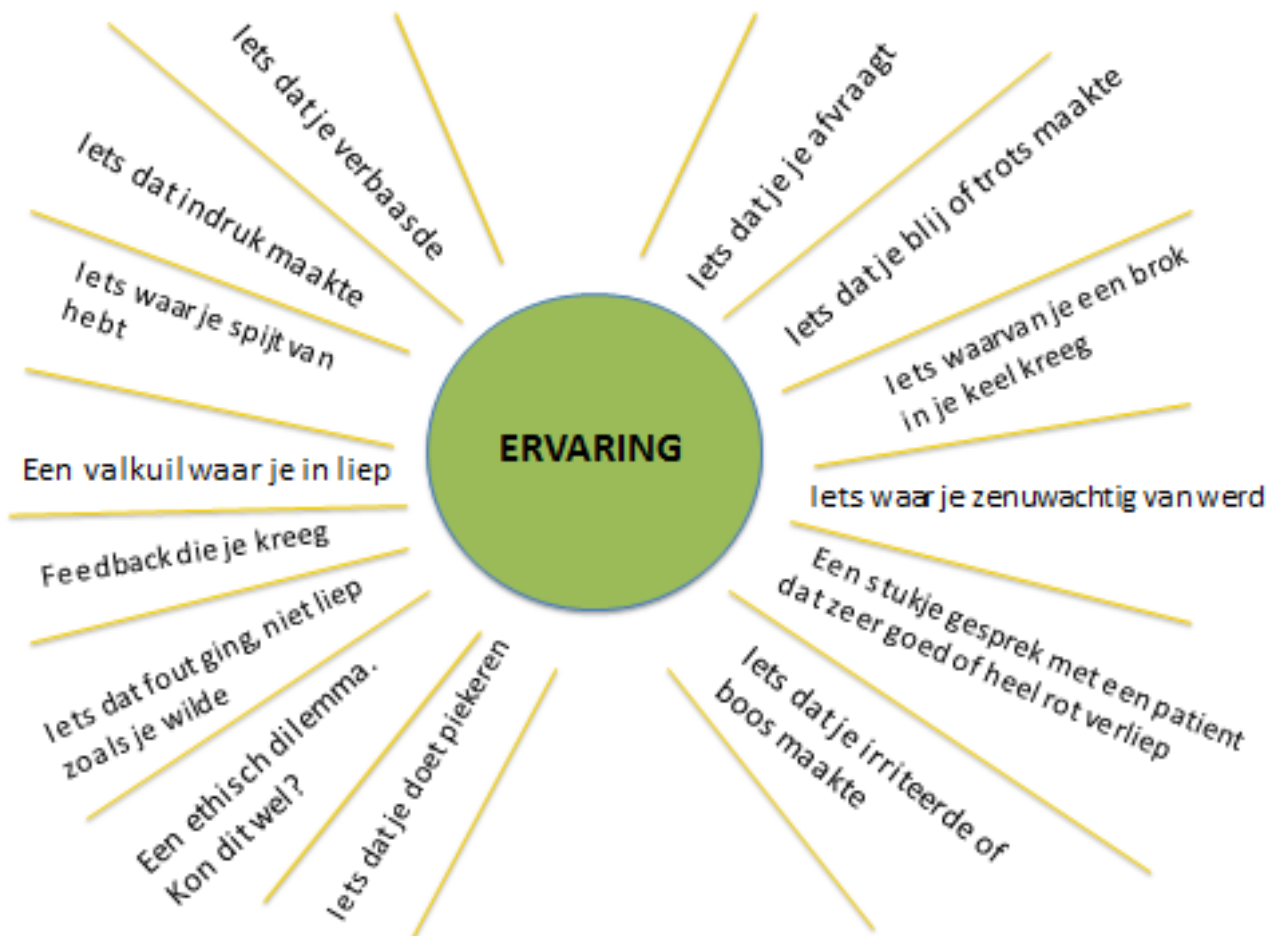 Iets dat je verbaasde
Iets dat indruk maakte
Iets waar je spijt van
hebt
Een valkuil waar je in liep
Feedback die je kreeg
Iets dat fout ging, niet liep
zoals je wilde
Een ethisch dilemma.
Kon dit wel?
Iets dat je doet piekeren
ERVARING
Iets dat je je afvraagt
Iets dat je blij of trots maakte
Iets waarvan je een brok
in je keel kreeg
Iets waar je zenuwachtig van werd
Een stukje gesprek met een patient
dat zeer goed of heel rot verliep
Iets dat je irriteerde of
boos maakte